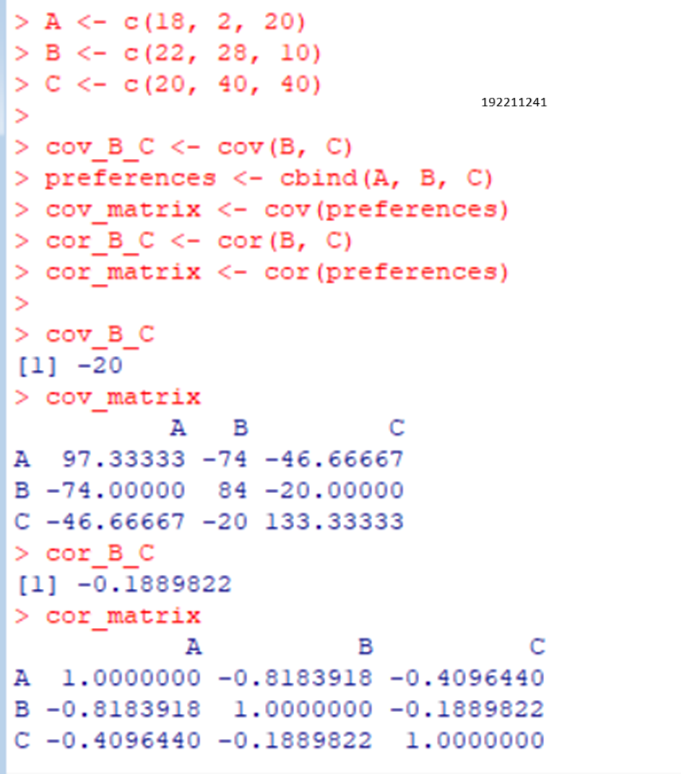 > A <- c(18, 2, 20)
> B <- c(22, 28, 10)
> C <- c(20, 40, 40)
192211241
>
> cov_B_C <- cov(B, C)
> preferences <- cbind(A, B, C)
> cov_matrix <- cov(preferences)
> cor_B_C <- cor(B, C)
> cor_matrix <- cor(preferences)
>
> cov_B_C
[1] -20
> cov_matrix
A B C
A 97.33333 -74 -46.66667
B -74.00000 84 -20.00000
C -46.66667 -20 133.33333
> cor_B_C
[1] -0.1889822
> cor_matrix
A B C
A 1.0000000 -0.8183918 -0.4096440
B -0.8183918 1.0000000 -0.1889822
C -0.4096440 -0.1889822 1.0000000